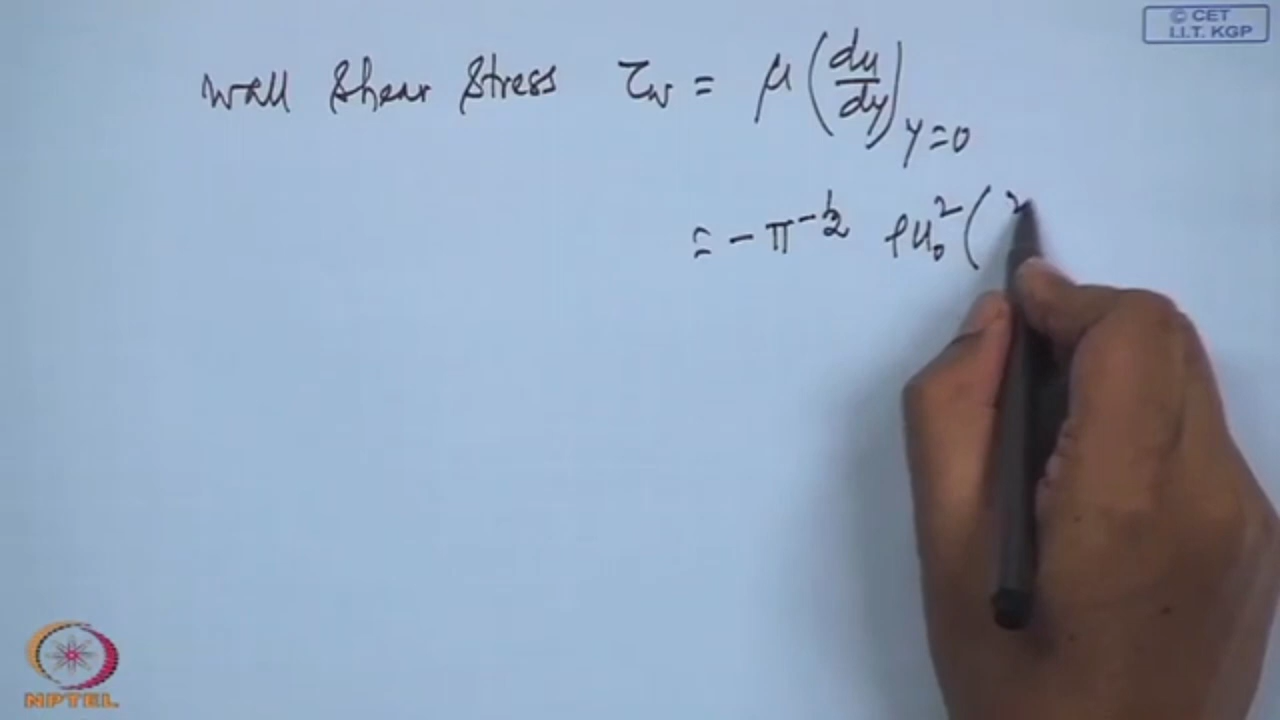 © CET
I.I.T. KGP
Wall Shear Stress τw = μ (du/dy)y=0
= -π^-1/2 ρu₀² (
NPTEL